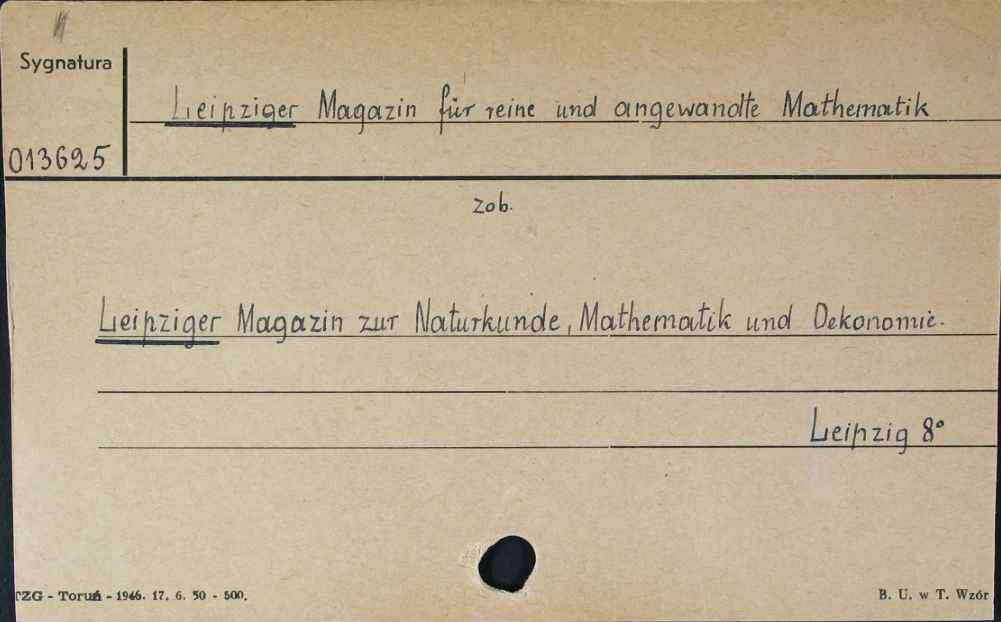 Sygnatura
Leipziger Magazin für reine und angewandte Mathematik
013625
zob.
Leipziger Magazin zur Naturkunde, Mathematik und Oekonomie.
Leipzig 8°
TZG - Toruń - 1946. 17. 6. 50 - 500.
B. U. w T. Wzór